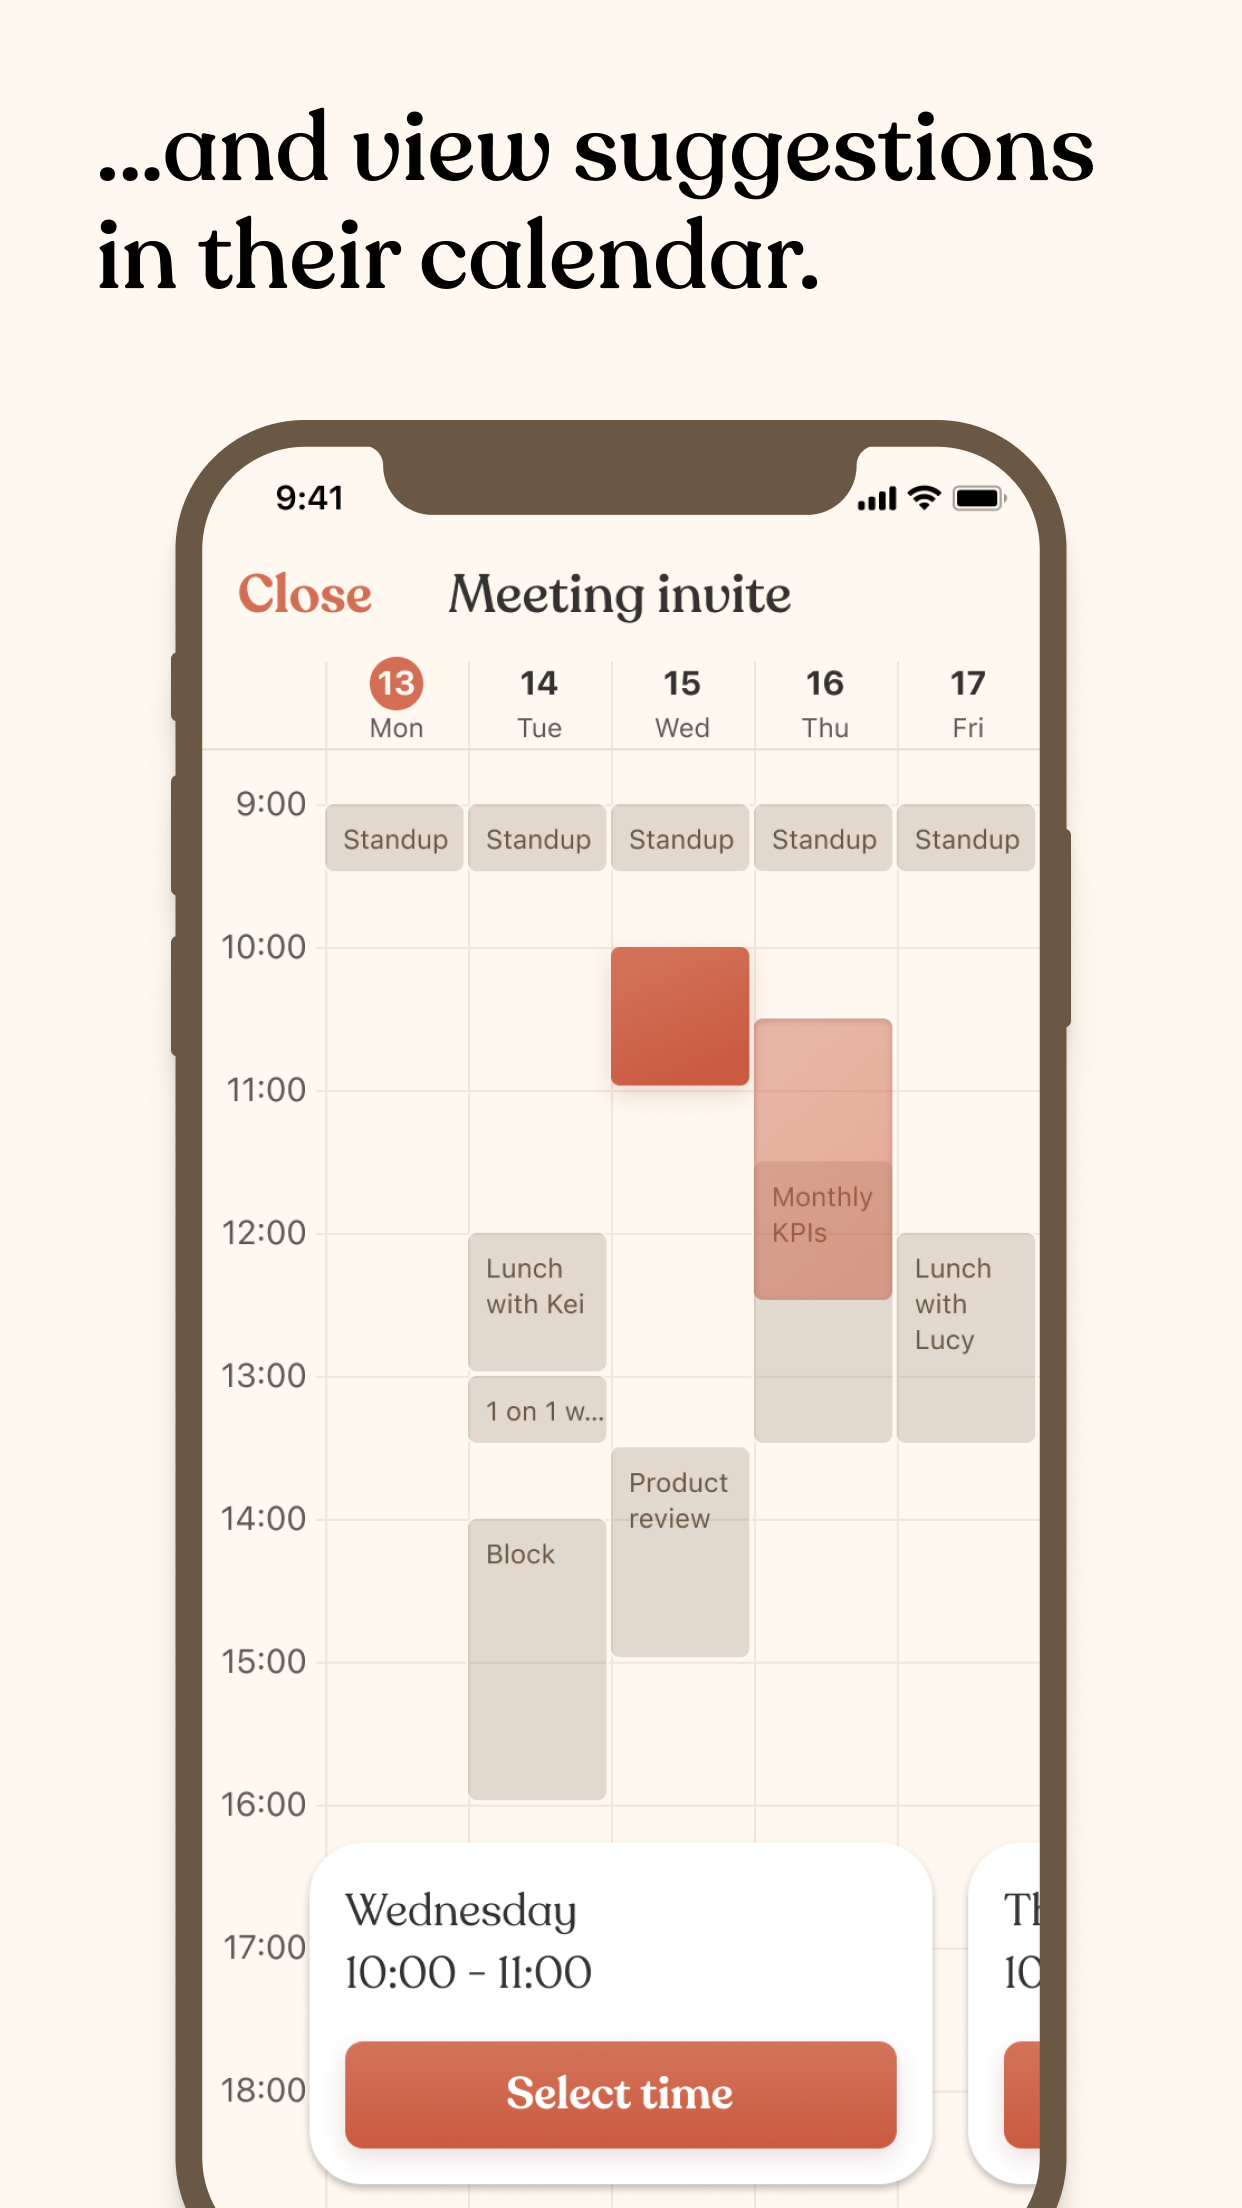 ...and view suggestions
in their calendar.
9:41
Close
Meeting invite
13
14
15
16
17
Mon
Tue
Wed
Thu
Fri
9:00
Standup
Standup
Standup
Standup
Standup
10:00
11:00
Monthly
KPIs
12:00
Lunch
with Kei
Lunch
with
Lucy
13:00
1 on 1 w...
Product
review
14:00
Block
15:00
16:00
Wednesday
10:00 - 11:00
17:00
10
Select time
18:00